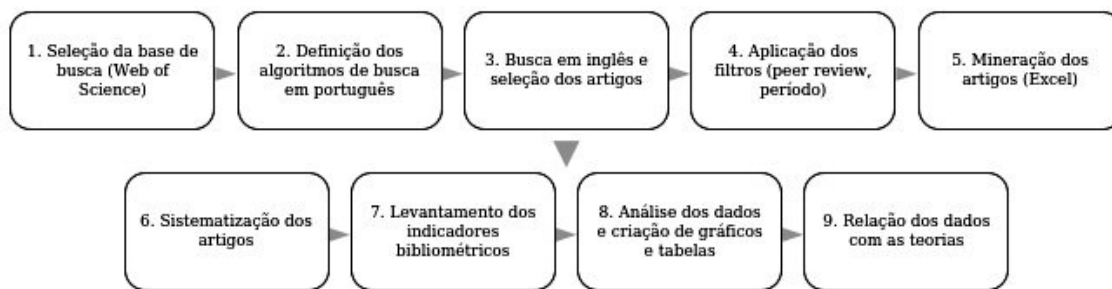 1. Seleção da base de
busca (Web of
Science)
2. Definição dos
algoritmos de busca
em português
3. Busca em inglês e
seleção dos artigos
4. Aplicação dos
filtros (peer review,
período)
5. Mineração dos
artigos (Excel)
6. Sistematização dos
artigos
7. Levantamento dos
indicadores
bibliométricos
8. Análise dos dados
e criação de gráficos
e tabelas
9. Relação dos dados
com as teorias